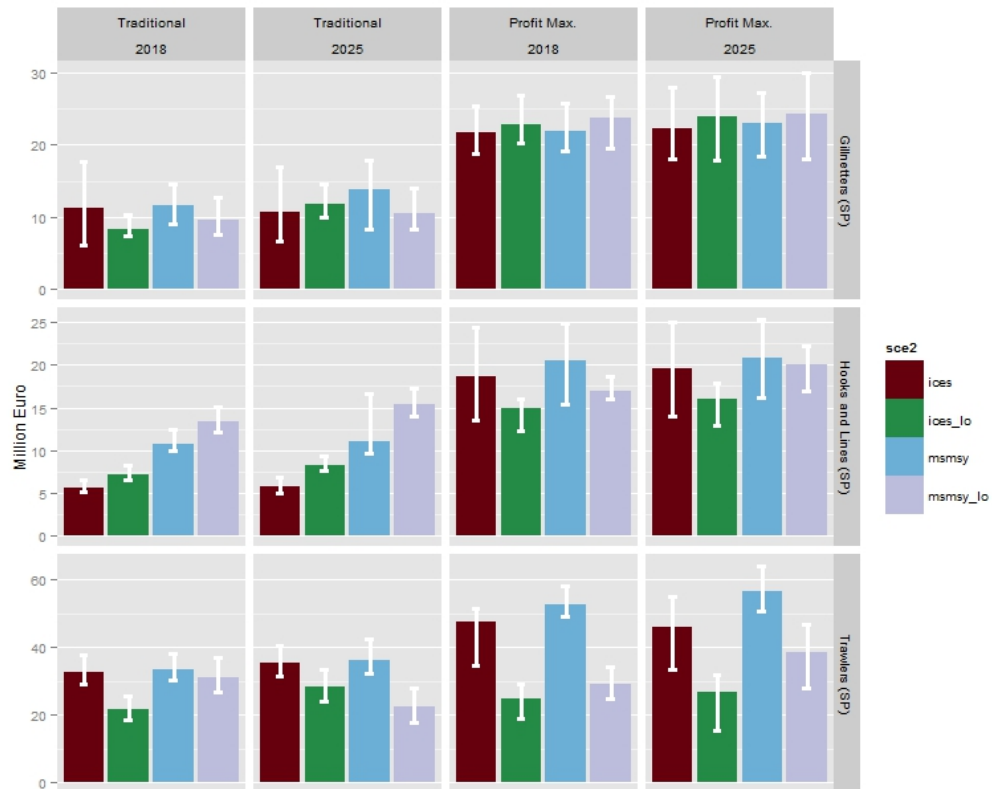 Traditional
2018
Traditional
2025
Profit Max.
2018
Profit Max.
2025
30
20
10
0
Gillnetters (SP)
25
20
15
10
5
0
Hooks and Lines (SP)
60
40
20
0
Trawlers (SP)
Million Euro
sce2
ices
ices_lo
msmsy
msmsy_lo